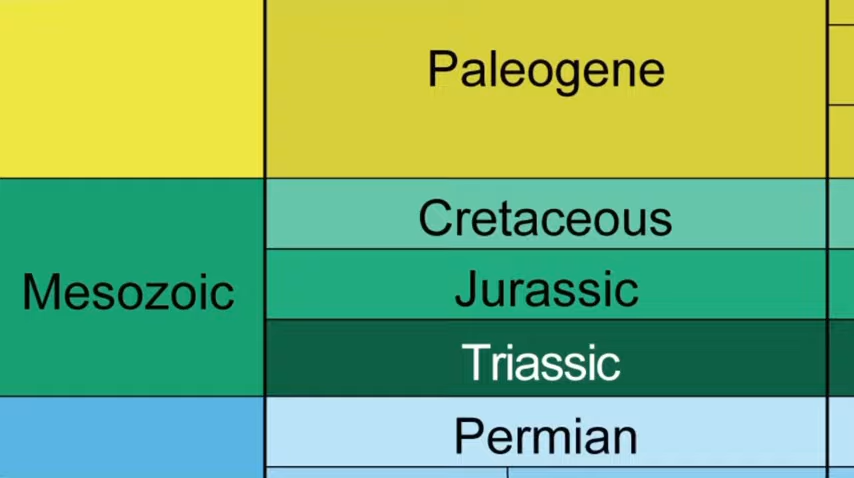 Paleogene
Cretaceous
Mesozoic
Jurassic
Triassic
Permian